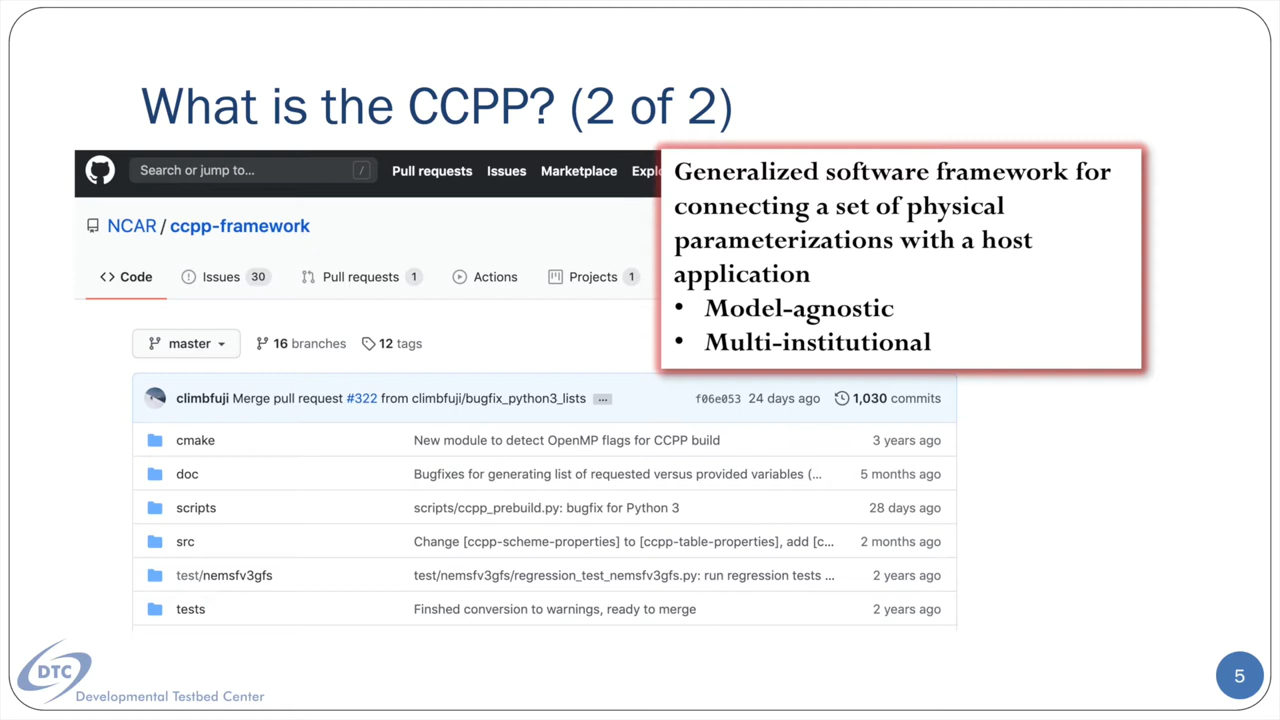 What is the CCPP? (2 of 2)
Search or jump to... /
Pull requests Issues Marketplace
Generalized software framework for
connecting a set of physical
parameterizations with a host
application
• Model-agnostic
• Multi-institutional
NCAR / ccpp-framework
<> Code Issues 30 Pull requests 1 Actions Projects 1
master 16 branches 12 tags
climbfuji Merge pull request #322 from climbfuji/bugfix_python3_lists ... f06e053 24 days ago 1,030 commits
cmake New module to detect OpenMP flags for CCPP build 3 years ago
doc Bugfixes for generating list of requested versus provided variables (... 5 months ago
scripts scripts/ccpp_prebuild.py: bugfix for Python 3 28 days ago
src Change [ccpp-scheme-properties] to [ccpp-table-properties], add [c... 2 months ago
test/nemsfv3gfs test/nemsfv3gfs/regression_test_nemsfv3gfs.py: run regression tests ... 2 years ago
tests Finshed conversion to warnings, ready to merge 2 years ago
DTC
Developmental Testbed Center
5